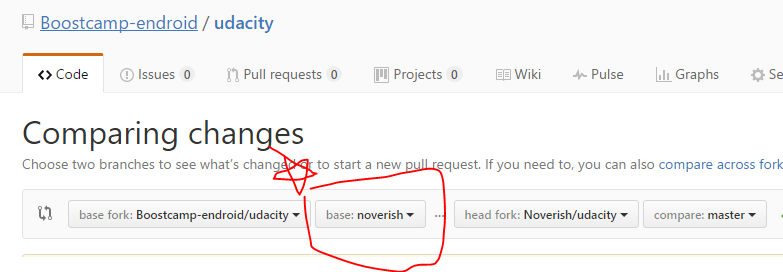 Boostcamp-endroid / udacity
Code Issues 0 Pull requests 0 Projects 0 Wiki Pulse Graphs Se
Comparing changes
Choose two branches to see what's changed or to start a new pull request. If you need to, you can also compare across fork
base fork: Boostcamp-endroid/udacity base: noverish ... head fork: Noverish/udacity compare: master